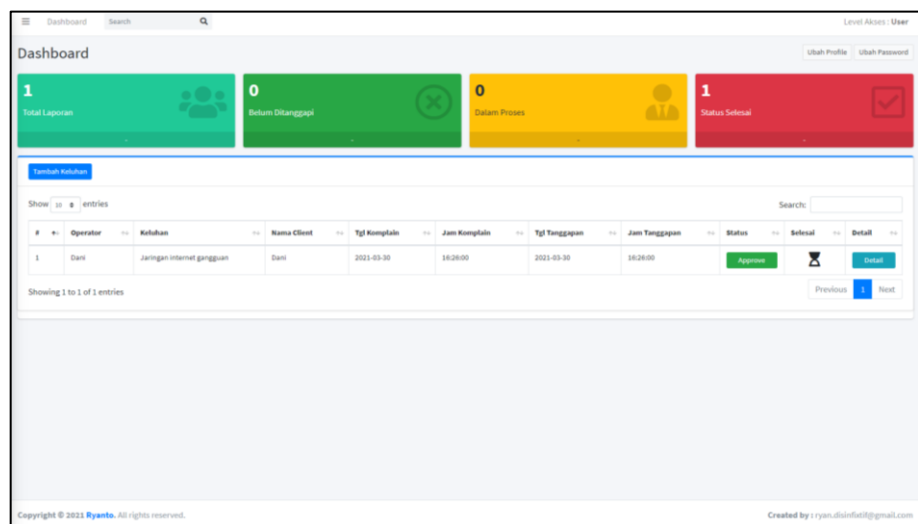 Dashboard Search Level Akses : User
Dashboard Ubah Profile Ubah Password
1 0 0 1
Total Laporan Belum Ditanggapi Dalam Proses Status Selesai
- - - -
Tambah Keluhan
Show 10 entries Search:
# Operator Keluhan Nama Client Tgl Komplain Jam Komplain Tgl Tanggapan Jam Tanggapan Status Selesai Detail
1 Dani Jaringan internet gangguan Dani 2021-03-30 16:26:00 2021-03-30 16:26:00 Approve Detail
Showing 1 to 1 of 1 entries Previous 1 Next
Copyright © 2021 Ryanto. All rights reserved. Created by : ryan.disinfistif@gmail.com